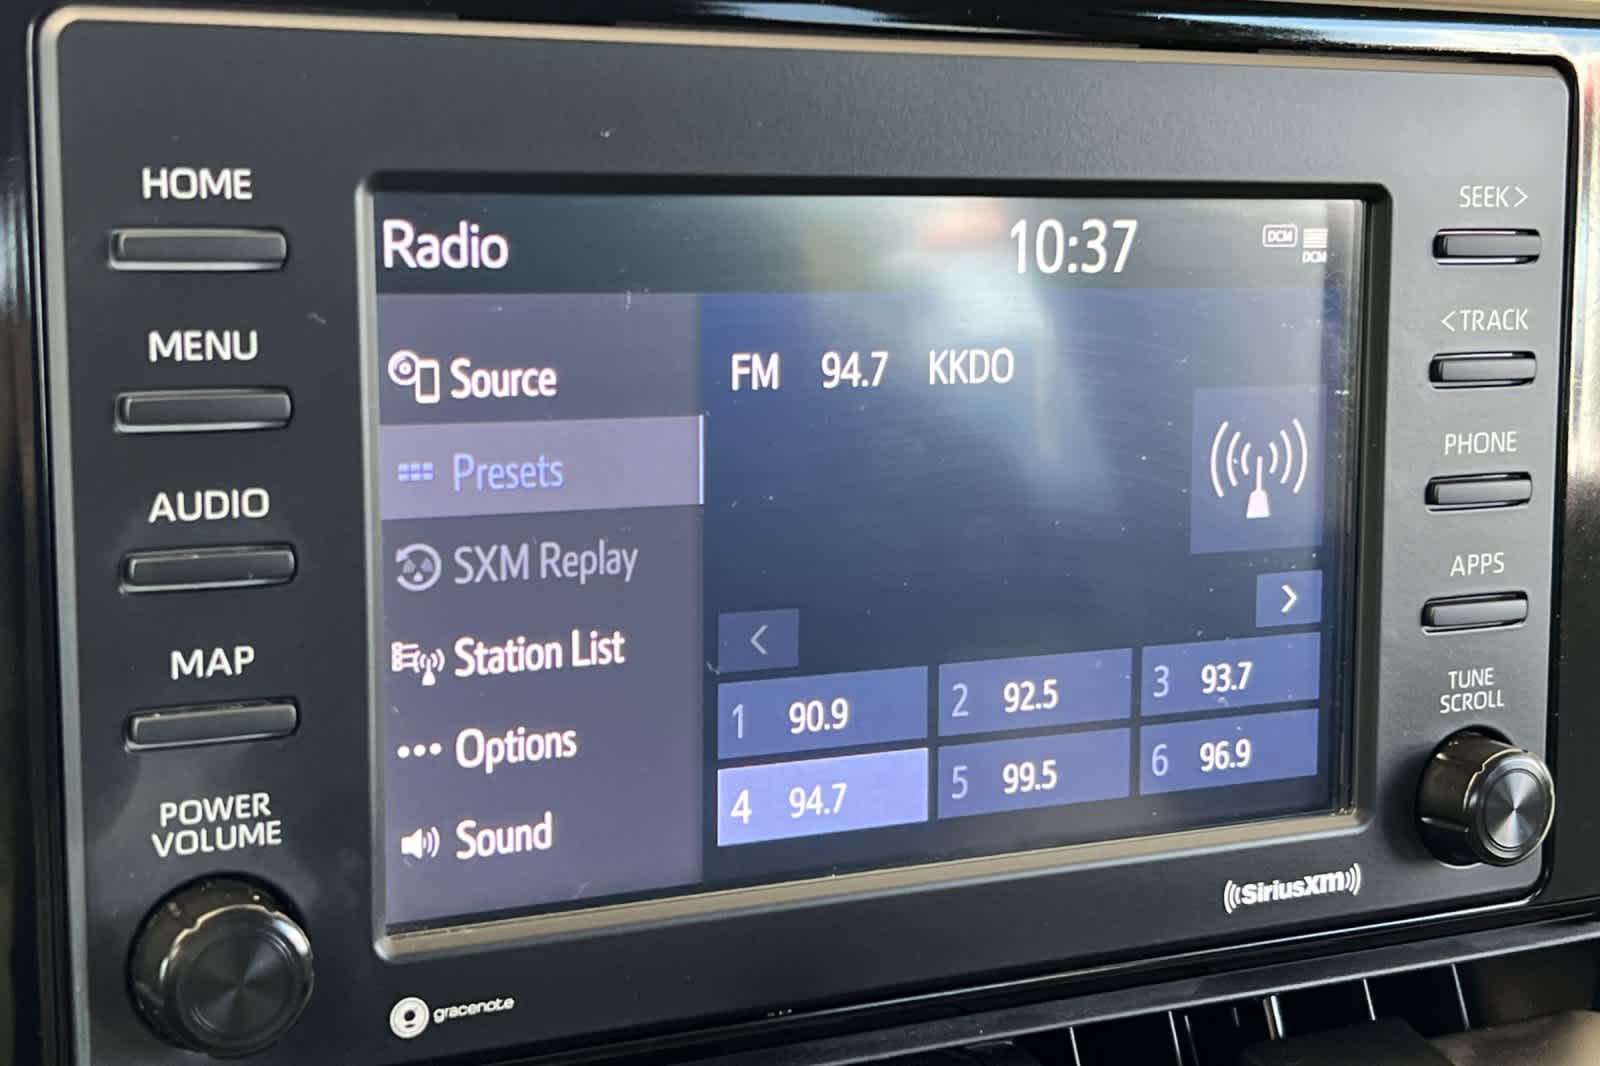 HOME
MENU
AUDIO
MAP
POWER
VOLUME
Radio
10:37
DCM
DCM
Source
Presets
SXM Replay
Station List
Options
Sound
FM 94.7 KKDO
<
>
1 90.9
2 92.5
3 93.7
4 94.7
5 99.5
6 96.9
SEEK >
< TRACK
PHONE
APPS
TUNE
SCROLL
gracenote
((SiriusXM))